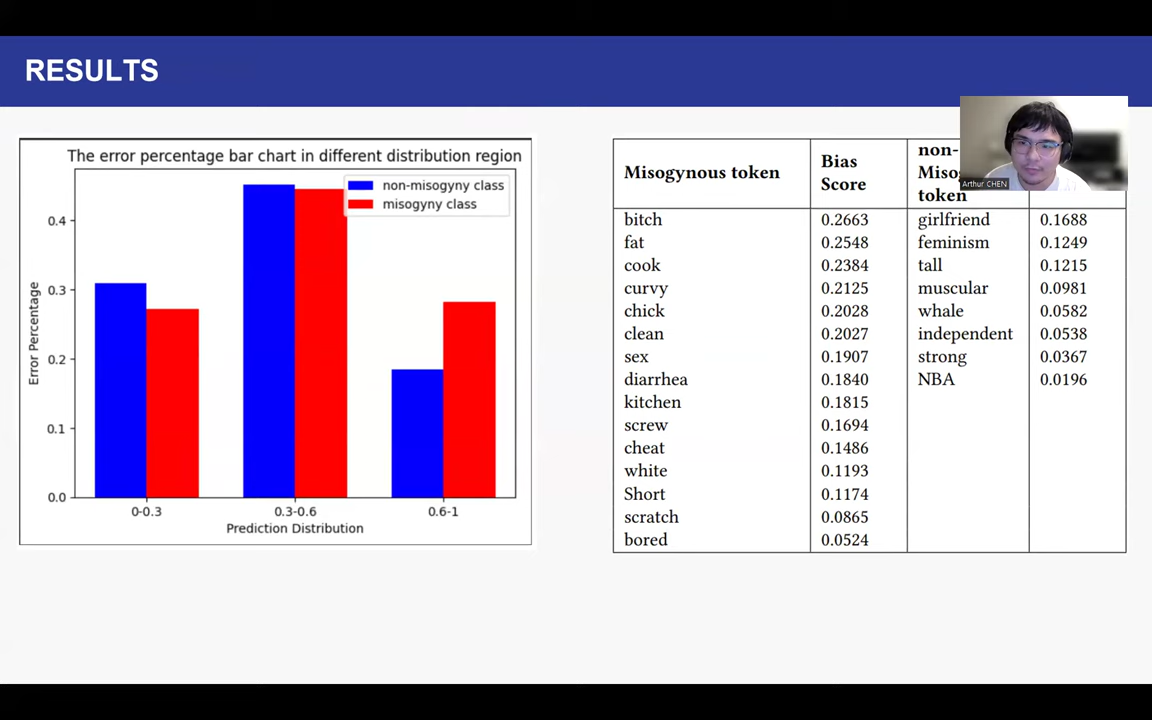 RESULTS
The error percentage bar chart in different distribution region
non-misogyny class
misogyny class
0.4
0.3
0.2
0.1
0.0
Error Percentage
0-0.3 0.3-0.6 0.6-1
Prediction Distribution
Arthur CHEN
Misogynous token Bias Score non- token
bitch 0.2663 girlfriend 0.1688
fat 0.2548 feminism 0.1249
cook 0.2384 tall 0.1215
curvy 0.2125 muscular 0.0981
chick 0.2028 whale 0.0582
clean 0.2027 independent 0.0538
sex 0.1907 strong 0.0367
diarrhea 0.1840 NBA 0.0196
kitchen 0.1815
screw 0.1694
cheat 0.1486
white 0.1193
Short 0.1174
scratch 0.0865
bored 0.0524